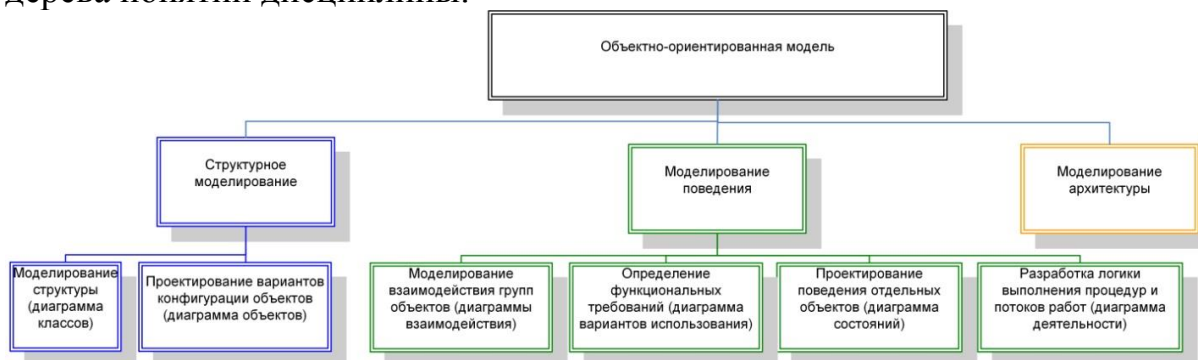 дерева понятий дисциплины.
Объектно-ориентированная модель
Структурное
моделирование
Моделирование
поведения
Моделирование
архитектуры
Моделирование
структуры
(диаграмма
классов)
Проектирование вариантов
конфигурации объектов
(диаграмма объектов)
Моделирование
взаимодействия групп
объектов (диаграммы
взаимодействия)
Определение
функциональных
требований (диаграмма
вариантов использования)
Проектирование
поведения отдельных
объектов (диаграмма
состояний)
Разработка логики
выполнения процедур и
потоков работ (диаграмма
деятельности)